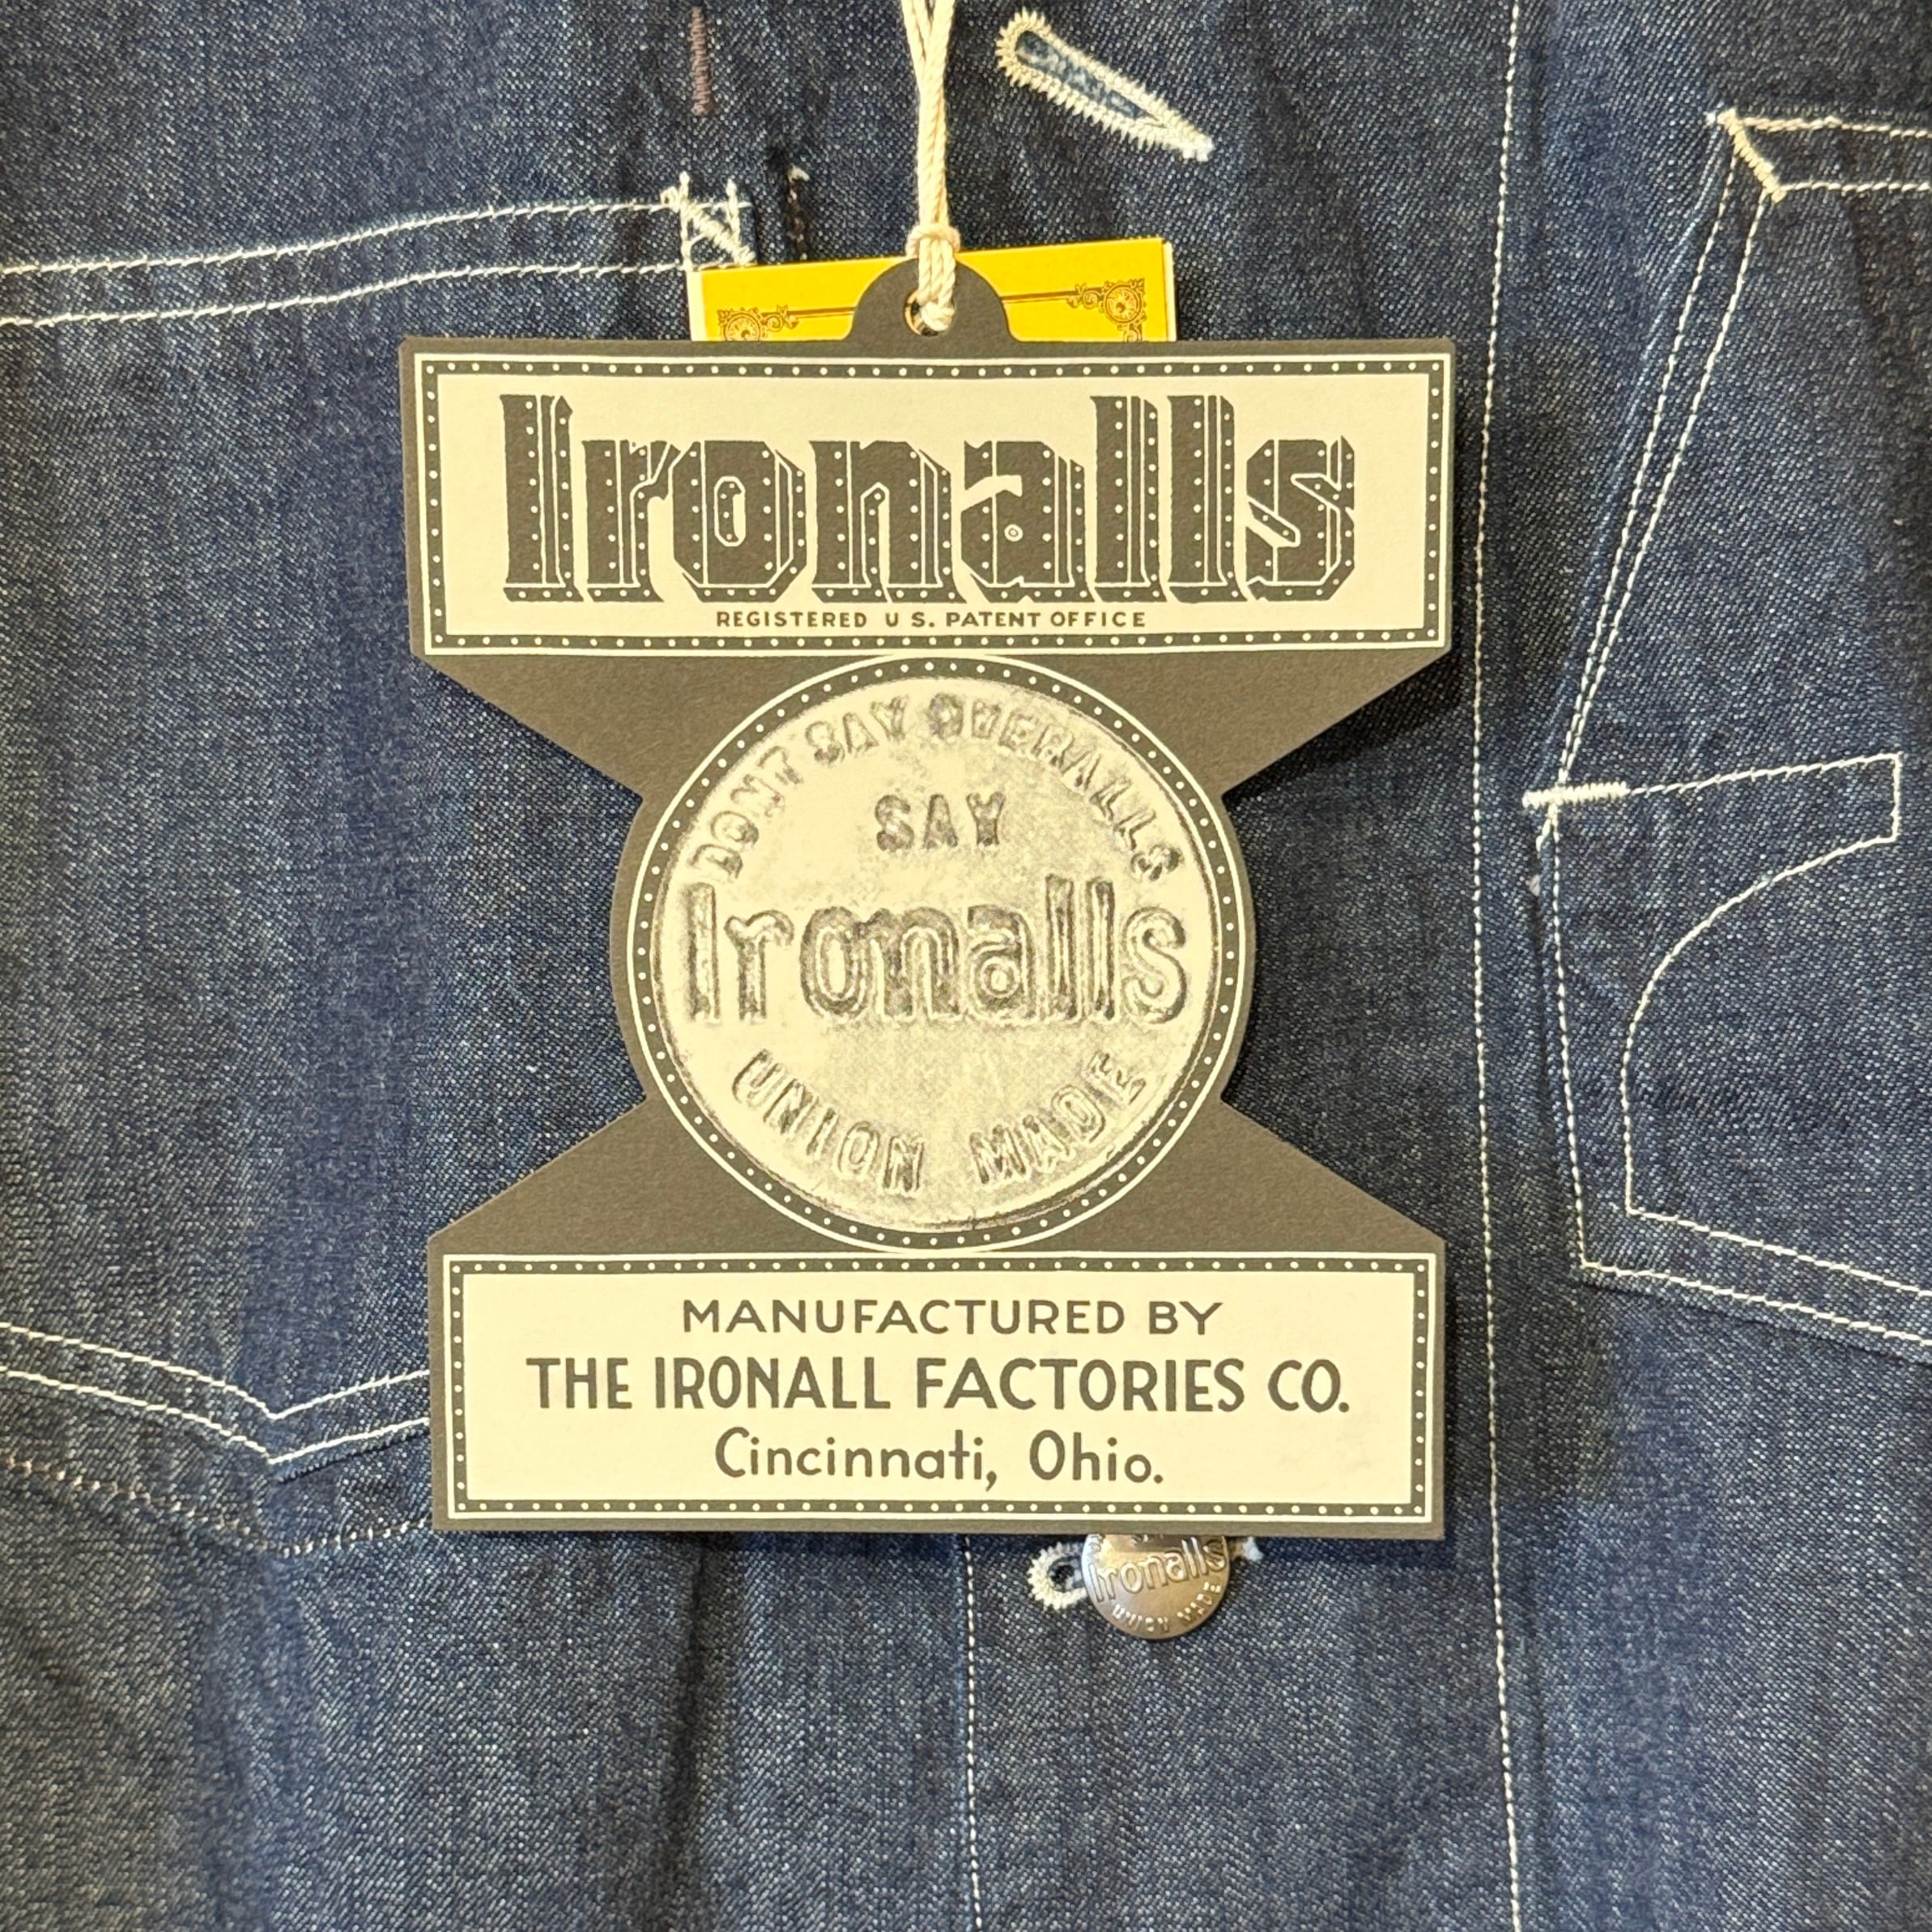 Ironalls
REGISTERED U S. PATENT OFFICE
DONT SAY OVERALLS
SAY
Ironalls
UNION MADE
MANUFACTURED BY
THE IRONALL FACTORIES CO.
Cincinnati, Ohio.
Ironalls
UNION MADE